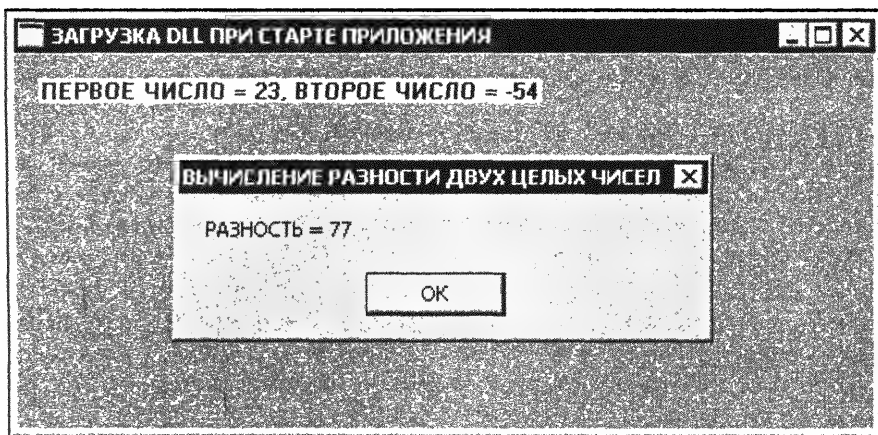 ЗАГРУЗКА DLL ПРИ СТАРТЕ ПРИЛОЖЕНИЯ
ПЕРВОЕ ЧИСЛО = 23, ВТОРОЕ ЧИСЛО = -54
ВЫЧИСЛЕНИЕ РАЗНОСТИ ДВУХ ЦЕЛЫХ ЧИСЕЛ
РАЗНОСТЬ = 77
OK